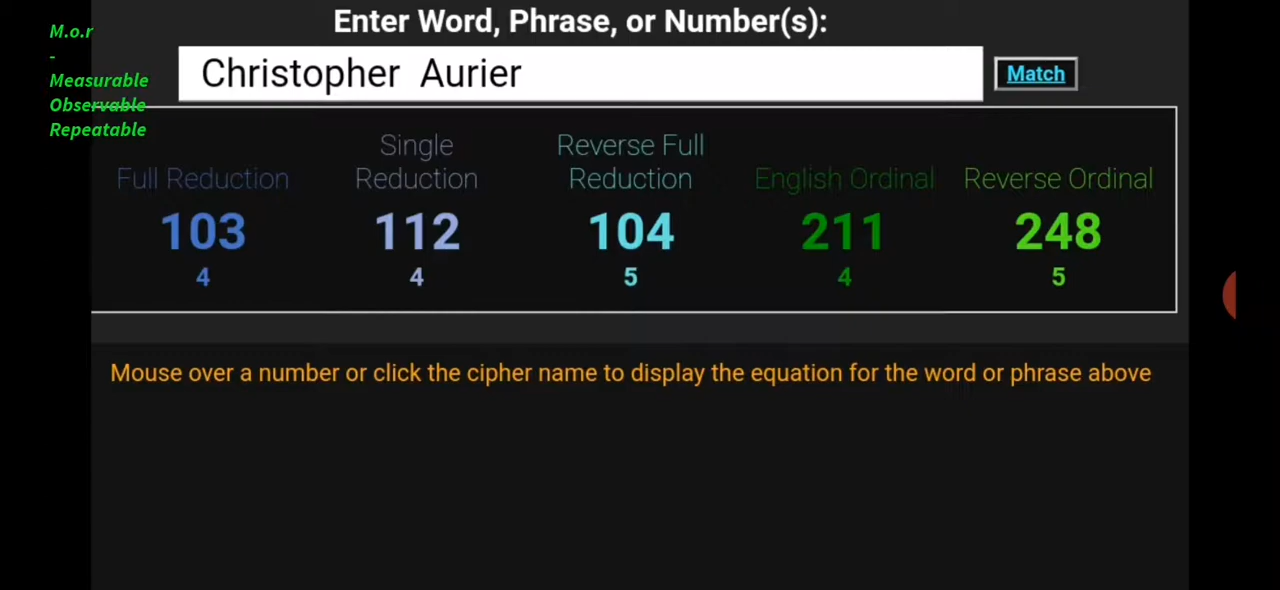 Enter Word, Phrase, or Number(s):
M.o.r
-
Measurable
Observable
Repeatable
Christopher Aurier
Match
Full Reduction
103
4
Single
Reduction
112
4
Reverse Full
Reduction
104
5
English Ordinal
211
4
Reverse Ordinal
248
5
Mouse over a number or click the cipher name to display the equation for the word or phrase above